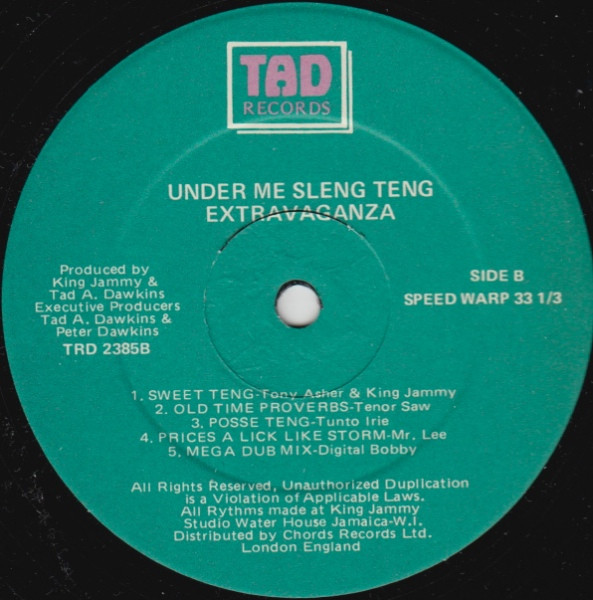 TAD
RECORDS
UNDER ME SLENG TENG
EXTRAVAGANZA
Produced by
King Jammy &
Tad A. Dawkins
Executive Producers
Tad A. Dawkins &
Peter Dawkins
TRD 2385B
SIDE B
SPEED WARP 33 1/3
1. SWEET TENG-Tony Asher & King Jammy
2. OLD TIME PROVERBS-Tenor Saw
3. POSSE TENG-Tunto Irie
4. PRICES A LICK LIKE STORM-Mr. Lee
5. MEGA DUB MIX-Digital Bobby
All Rights Reserved, Unauthorized Duplication
is a Violation of Applicable Laws.
All Rythms made at King Jammy
Studio Water House Jamaica-W.I.
Distributed by Chords Records Ltd.
London England